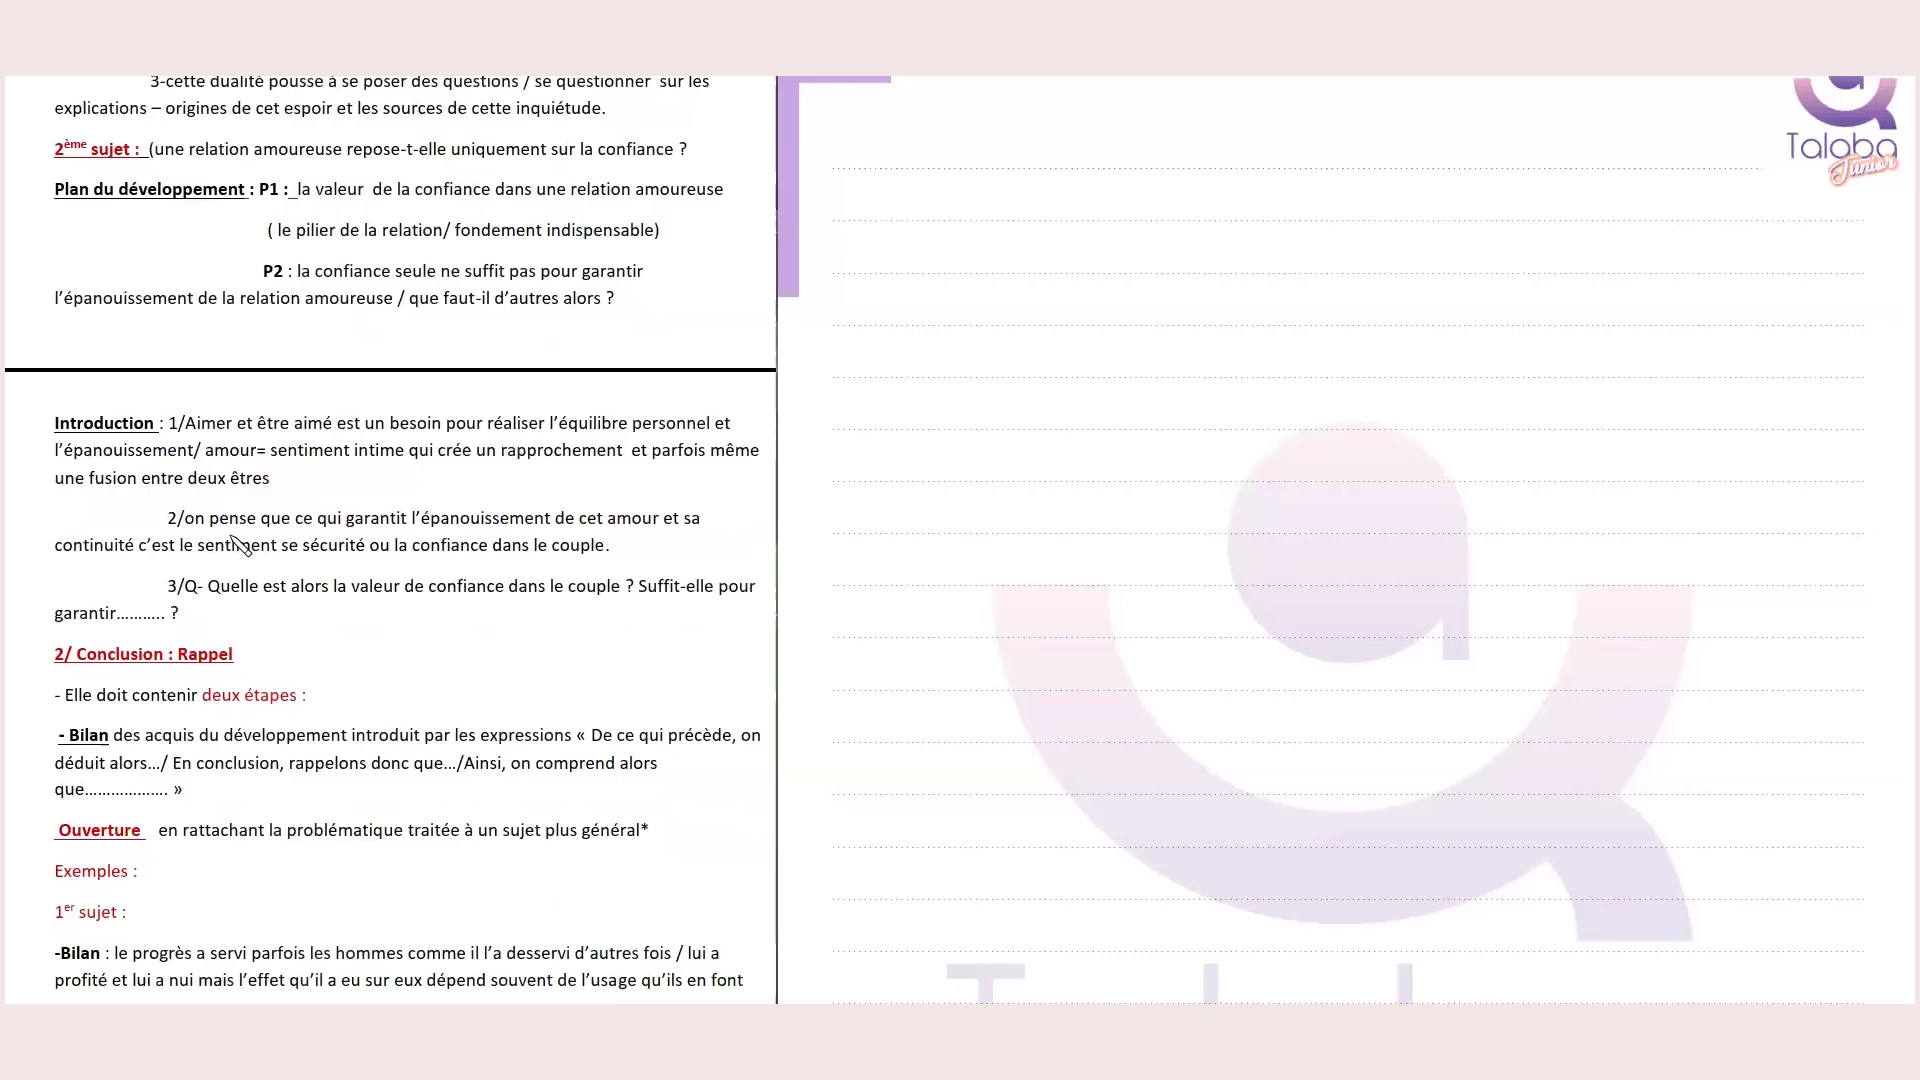 3-cette dualité pousse à se poser des questions / se questionner sur les
explications – origines de cet espoir et les sources de cette inquiétude.
2ème sujet : (une relation amoureuse repose-t-elle uniquement sur la confiance ?
Plan du développement : P1 : la valeur de la confiance dans une relation amoureuse
( le pilier de la relation/ fondement indispensable)
P2 : la confiance seule ne suffit pas pour garantir
l’épanouissement de la relation amoureuse / que faut-il d’autres alors ?
Introduction : 1/Aimer et être aimé est un besoin pour réaliser l’équilibre personnel et
l’épanouissement/ amour= sentiment intime qui crée un rapprochement et parfois même
une fusion entre deux êtres
2/on pense que ce qui garantit l’épanouissement de cet amour et sa
continuité c’est le sentiment se sécurité ou la confiance dans le couple.
3/Q- Quelle est alors la valeur de confiance dans le couple ? Suffit-elle pour
garantir……….. ?
2/ Conclusion : Rappel
- Elle doit contenir deux étapes :
- Bilan des acquis du développement introduit par les expressions « De ce qui précède, on
déduit alors…/ En conclusion, rappelons donc que…/Ainsi, on comprend alors
que………………. »
Ouverture en rattachant la problématique traitée à un sujet plus général*
Exemples :
1er sujet :
-Bilan : le progrès a servi parfois les hommes comme il l’a desservi d’autres fois / lui a
profité et lui a nui mais l’effet qu’il a eu sur eux dépend souvent de l’usage qu’ils en font
Taloba
Junior